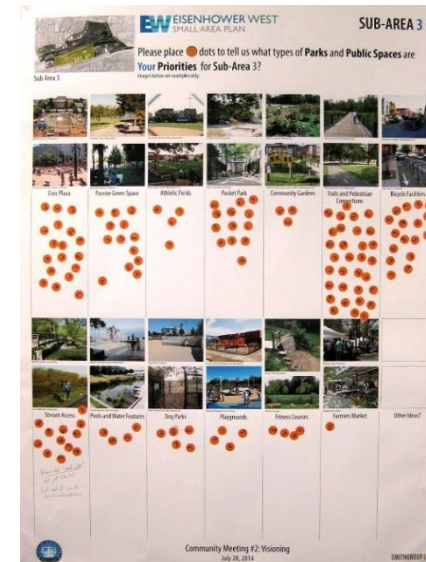 EW EISENHOWER WEST
SMALL AREA PLAN
SUB-AREA 3
Please place dots to tell us what types of Parks and Public Spaces are
Your Priorities for Sub-Area 3?
Images below are examples only.
Sub Area 3
Civic Plaza
Passive Green Space
Athletic Fields
Pocket Park
Community Gardens
Trails and Pedestrian
Connections
Bicycle Facilities
Stream Access
Pools and Water Features
Dog Parks
Playgrounds
Fitness Courses
Farmers Market
Other Ideas?
Community Meeting #2: Visioning
July 28, 2014
SMITHGROUP